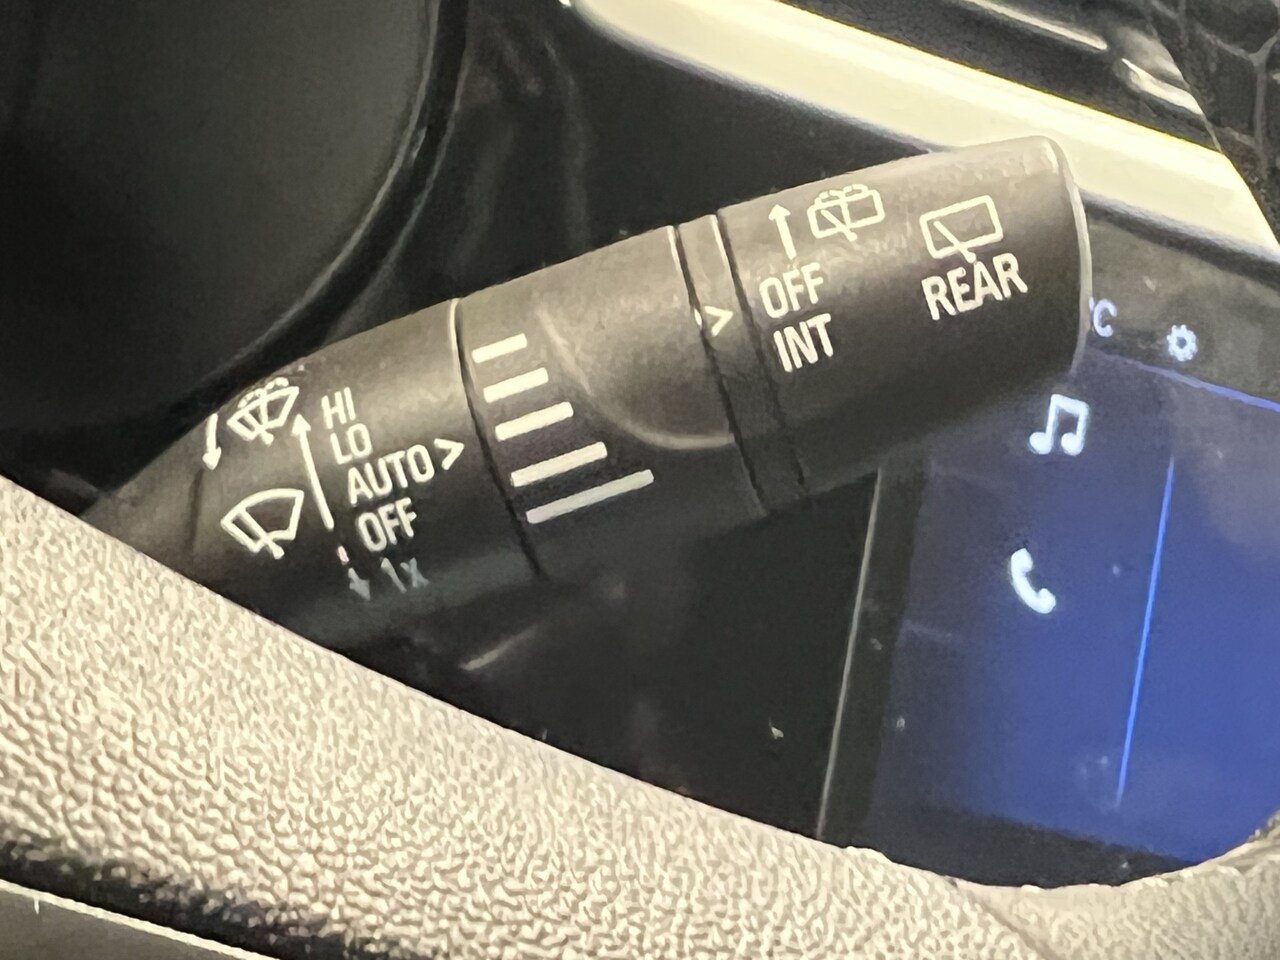 HI
LO
AUTO >
OFF
1x
>
OFF
INT
REAR
°C